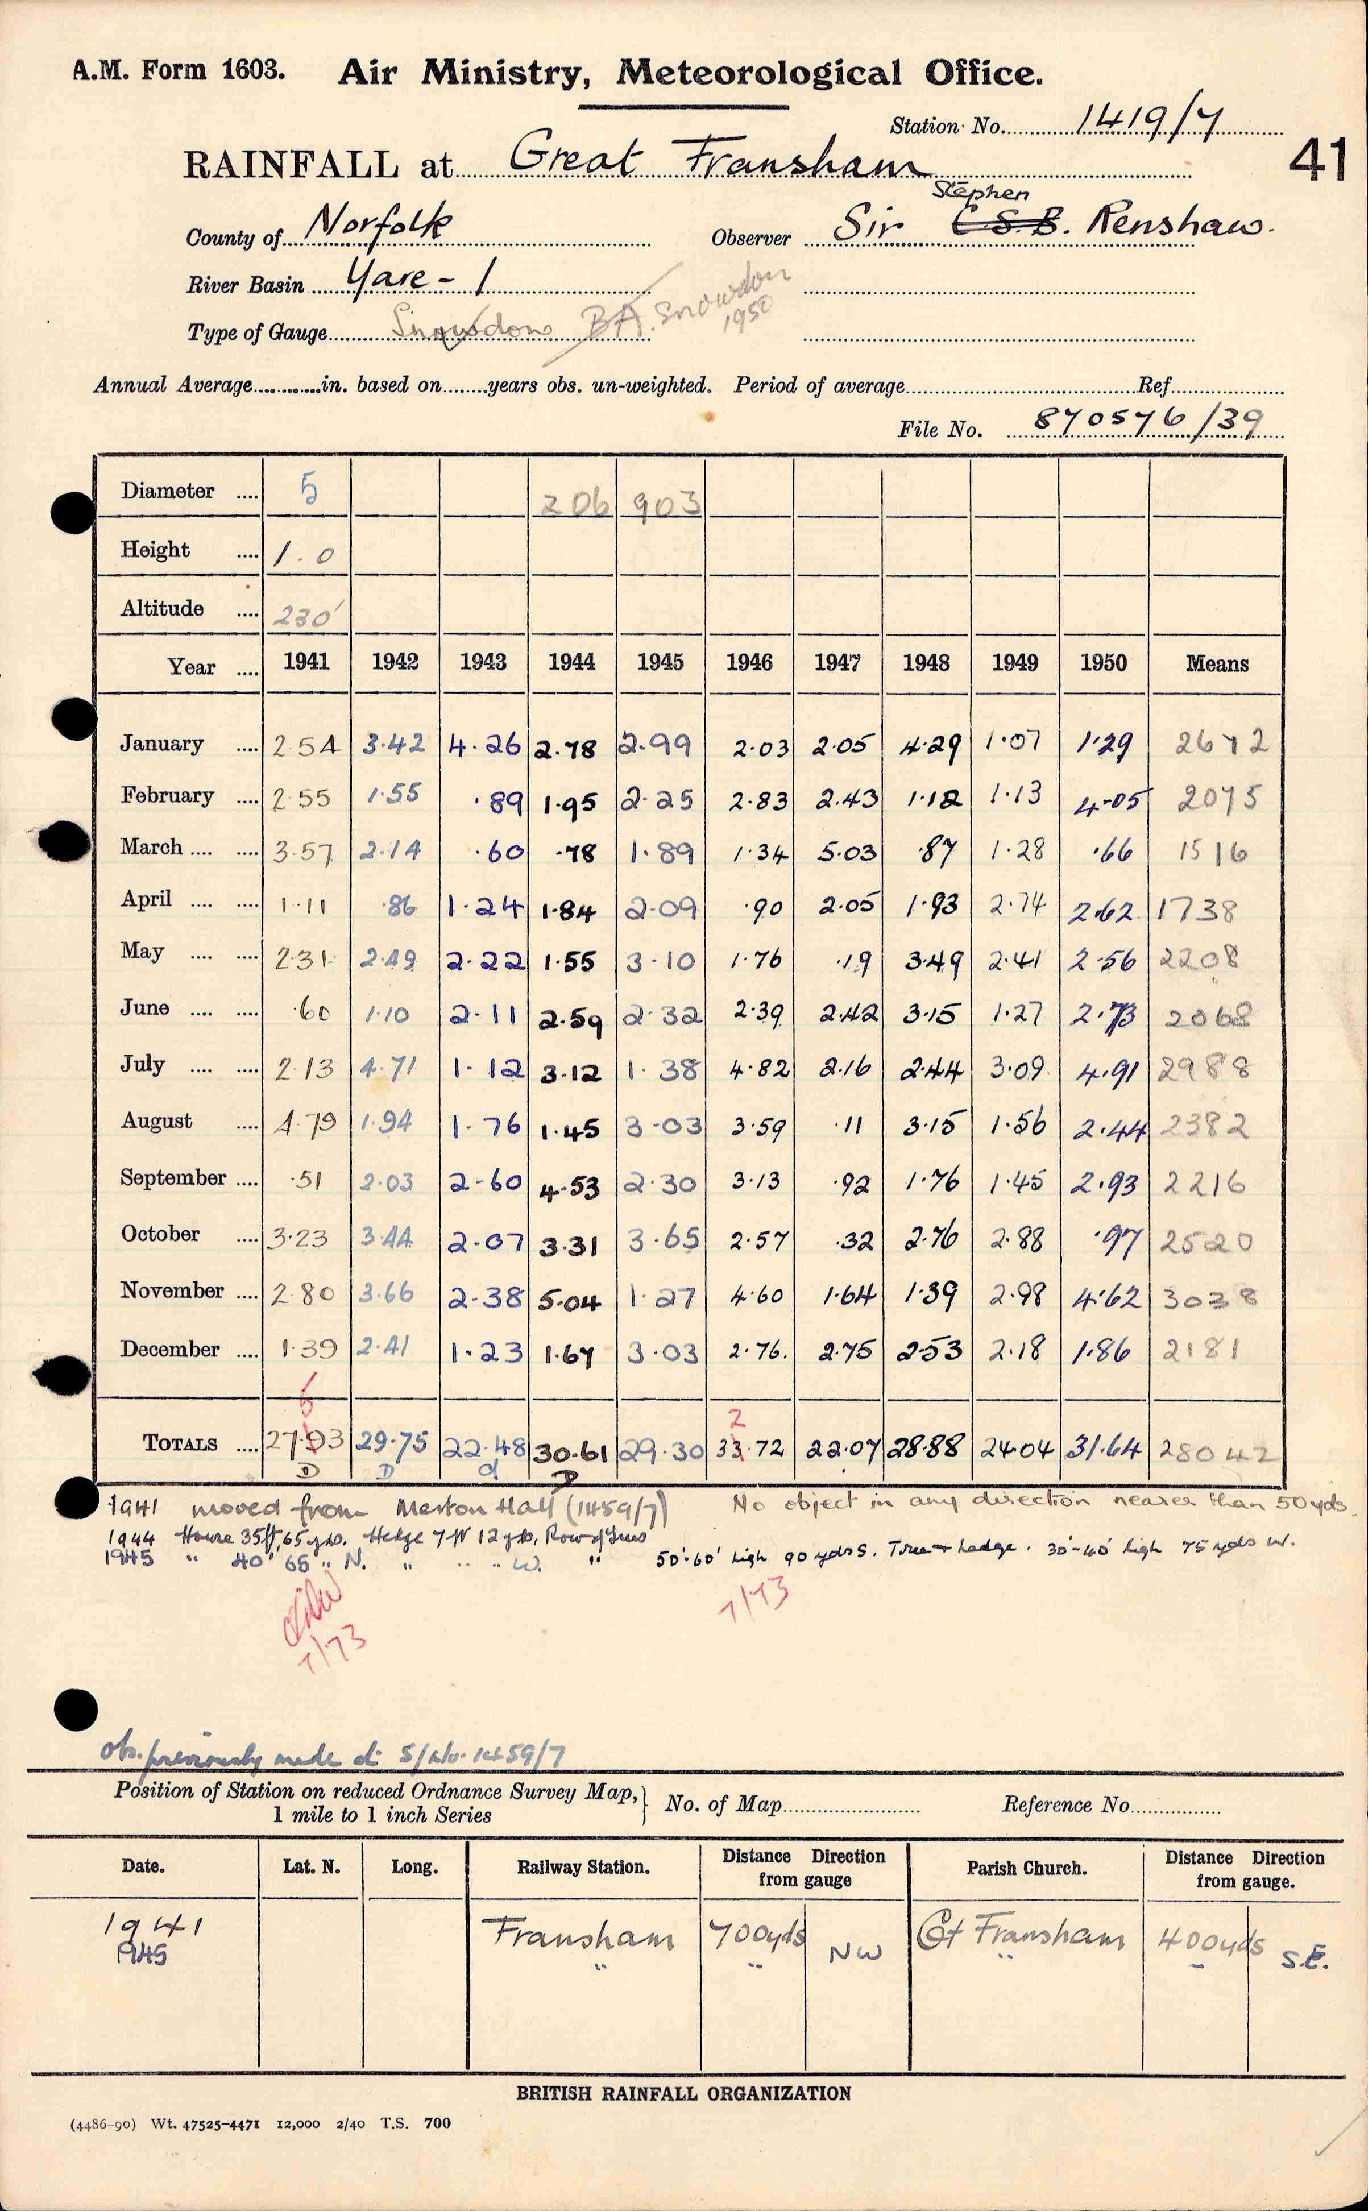 A.M. Form 1603. Air Ministry, Meteorological Office.
Station No. 1419/7
41
RAINFALL at Great Fransham
County of Norfolk Observer Sir C S B. Stephen Renshaw.
River Basin Yare - 1
Type of Gauge Snowdon BA. Snowdon 1950
Annual Average in. based on years obs. un-weighted. Period of average Ref.
File No. 870576/39
Diameter 5 206 903
Height 1.0
Altitude 230'
Year 1941 1942 1943 1944 1945 1946 1947 1948 1949 1950 Means
January 2.54 3.42 4.26 2.78 2.99 2.03 2.05 4.29 1.07 1.29 2672
February 2.55 1.55 .89 1.95 2.25 2.83 2.43 1.12 1.13 4.05 2075
March 3.57 2.14 .60 .78 1.89 1.34 5.03 .87 1.28 .66 1516
April 1.11 .86 1.24 1.84 2.09 .90 2.05 1.93 2.74 2.62 1738
May 2.31 2.49 2.22 1.55 3.10 1.76 .19 3.49 2.41 2.56 2208
June .60 1.10 2.11 2.59 2.32 2.39 2.42 3.15 1.27 2.73 2068
July 2.13 4.71 1.12 3.12 1.38 4.82 2.16 2.44 3.09 4.91 2988
August 4.79 1.94 1.76 1.45 3.03 3.59 .11 3.15 1.56 2.44 2382
September .51 2.03 2.60 4.53 2.30 3.13 .92 1.76 1.45 2.93 2216
October 3.23 3.44 2.07 3.31 3.65 2.57 .32 2.76 2.88 .97 2520
November 2.80 3.66 2.38 5.04 1.27 4.60 1.64 1.39 2.98 4.62 3038
December 1.39 2.41 1.23 1.67 3.03 2.76. 2.75 2.53 2.18 1.86 2181
5 2
TOTALS 27.03 29.75 22.48 30.61 29.30 33.72 22.07 28.88 24.04 31.64 28042
D D d D
1941 moved from Merton Hall (1459/7) No object in any direction nearer than 50 yds.
1944 House 35ft, 65 yds. Hedge 7 ft 12 yds, Row of Trees
1945 " 40' 65 " N. " " " W. " 50'-60' high 90 yds S. Trees + hedge. 30'-40' high 75 yds W.
7/73
7/73
Obs. previously made at S/No. 1459/7
Position of Station on reduced Ordnance Survey Map, 1 mile to 1 inch Series No. of Map Reference No.
Date. Lat. N. Long. Railway Station. Distance Direction from gauge Parish Church. Distance Direction from gauge.
1941 Fransham 700yds NW Gt Fransham 400yds S.E.
1945 " " " "
BRITISH RAINFALL ORGANIZATION
(4486-90) Wt. 47525-4471 12,000 2/40 T.S. 700